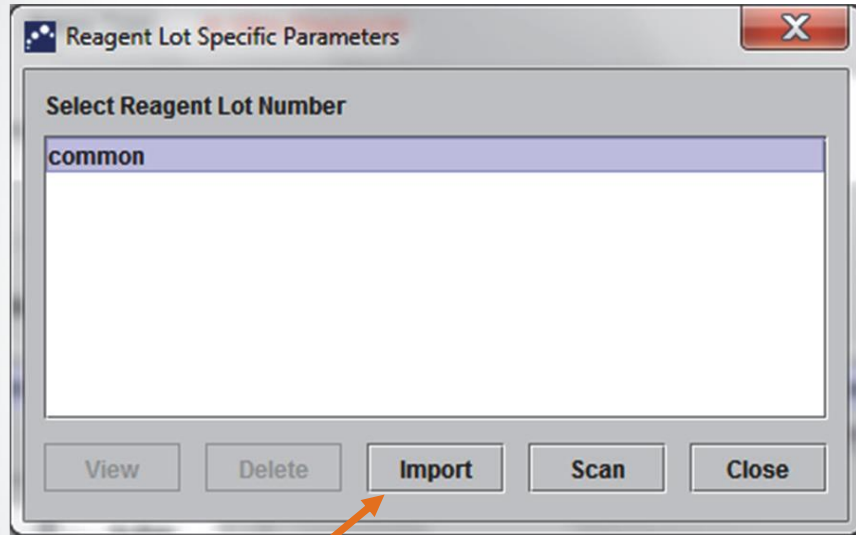 Reagent Lot Specific Parameters
Select Reagent Lot Number
common
View Delete Import Scan Close